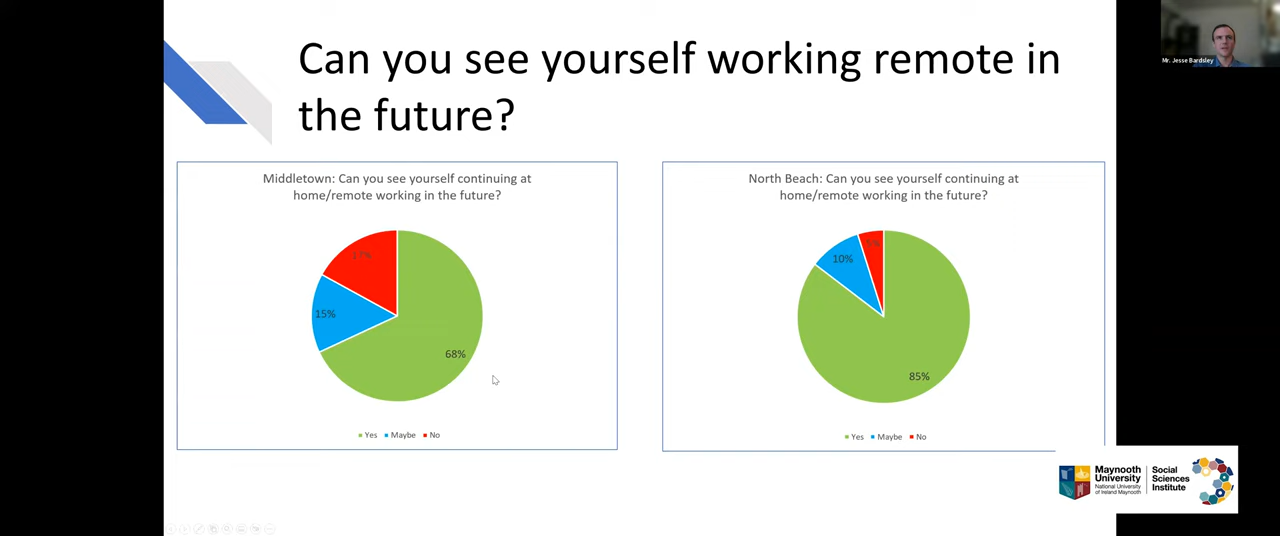 Can you see yourself working remote in
the future?
Mr. Jesse Bardsley
Middletown: Can you see yourself continuing at
home/remote working in the future?
17%
15%
68%
Yes Maybe No
North Beach: Can you see yourself continuing at
home/remote working in the future?
5%
10%
85%
Yes Maybe No
Maynooth
University
National University
of Ireland Maynooth
Social
Sciences
Institute